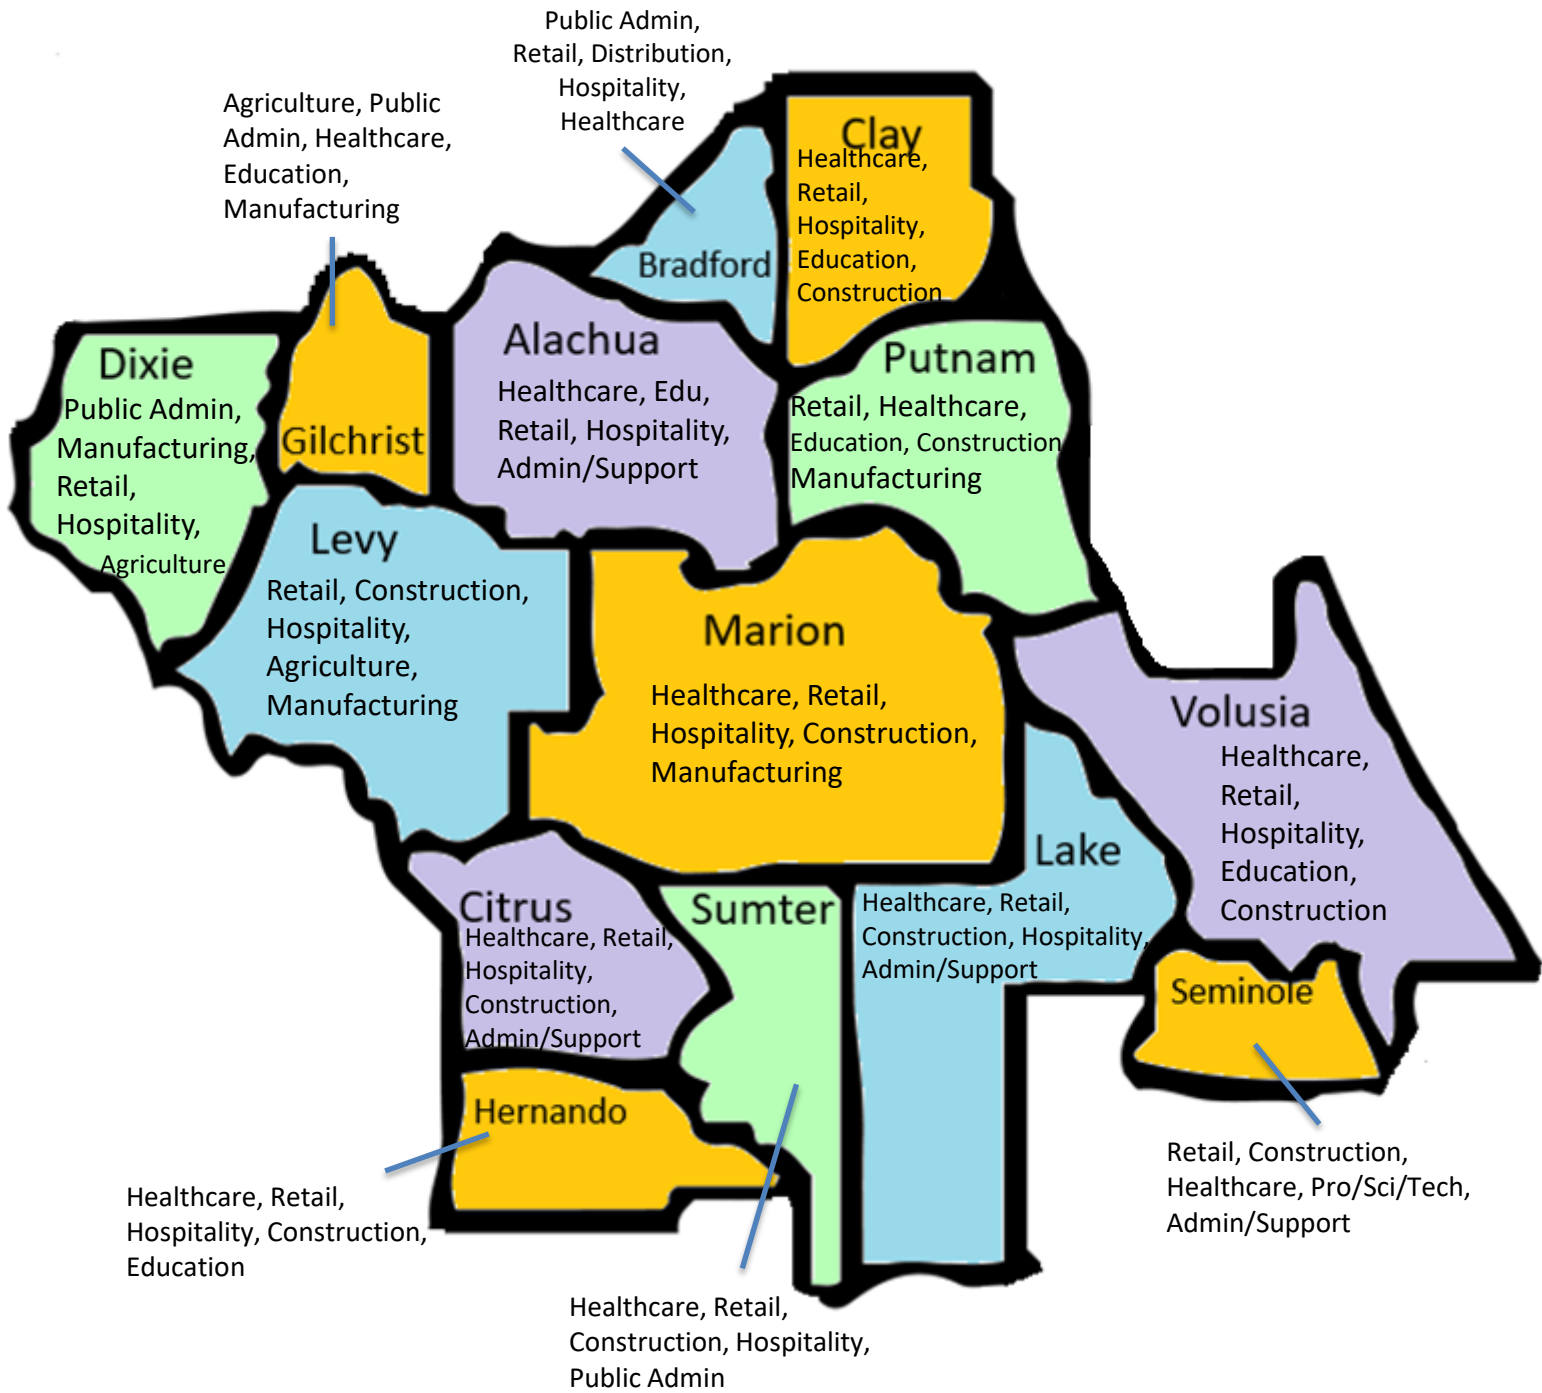 Public Admin,
Retail, Distribution,
Hospitality,
Healthcare
Bradford
Agriculture, Public
Admin, Healthcare,
Education,
Manufacturing
Gilchrist
Clay
Healthcare,
Retail,
Hospitality,
Education,
Construction
Dixie
Public Admin,
Manufacturing,
Retail,
Hospitality,
Agriculture
Alachua
Healthcare, Edu,
Retail, Hospitality,
Admin/Support
Putnam
Retail, Healthcare,
Education, Construction
Manufacturing
Levy
Retail, Construction,
Hospitality,
Agriculture,
Manufacturing
Marion
Healthcare, Retail,
Hospitality, Construction,
Manufacturing
Volusia
Healthcare,
Retail,
Hospitality,
Education,
Construction
Lake
Healthcare, Retail,
Construction, Hospitality,
Admin/Support
Citrus
Healthcare, Retail,
Hospitality,
Construction,
Admin/Support
Sumter
Seminole
Hernando
Retail, Construction,
Healthcare, Pro/Sci/Tech,
Admin/Support
Healthcare, Retail,
Hospitality, Construction,
Education
Healthcare, Retail,
Construction, Hospitality,
Public Admin